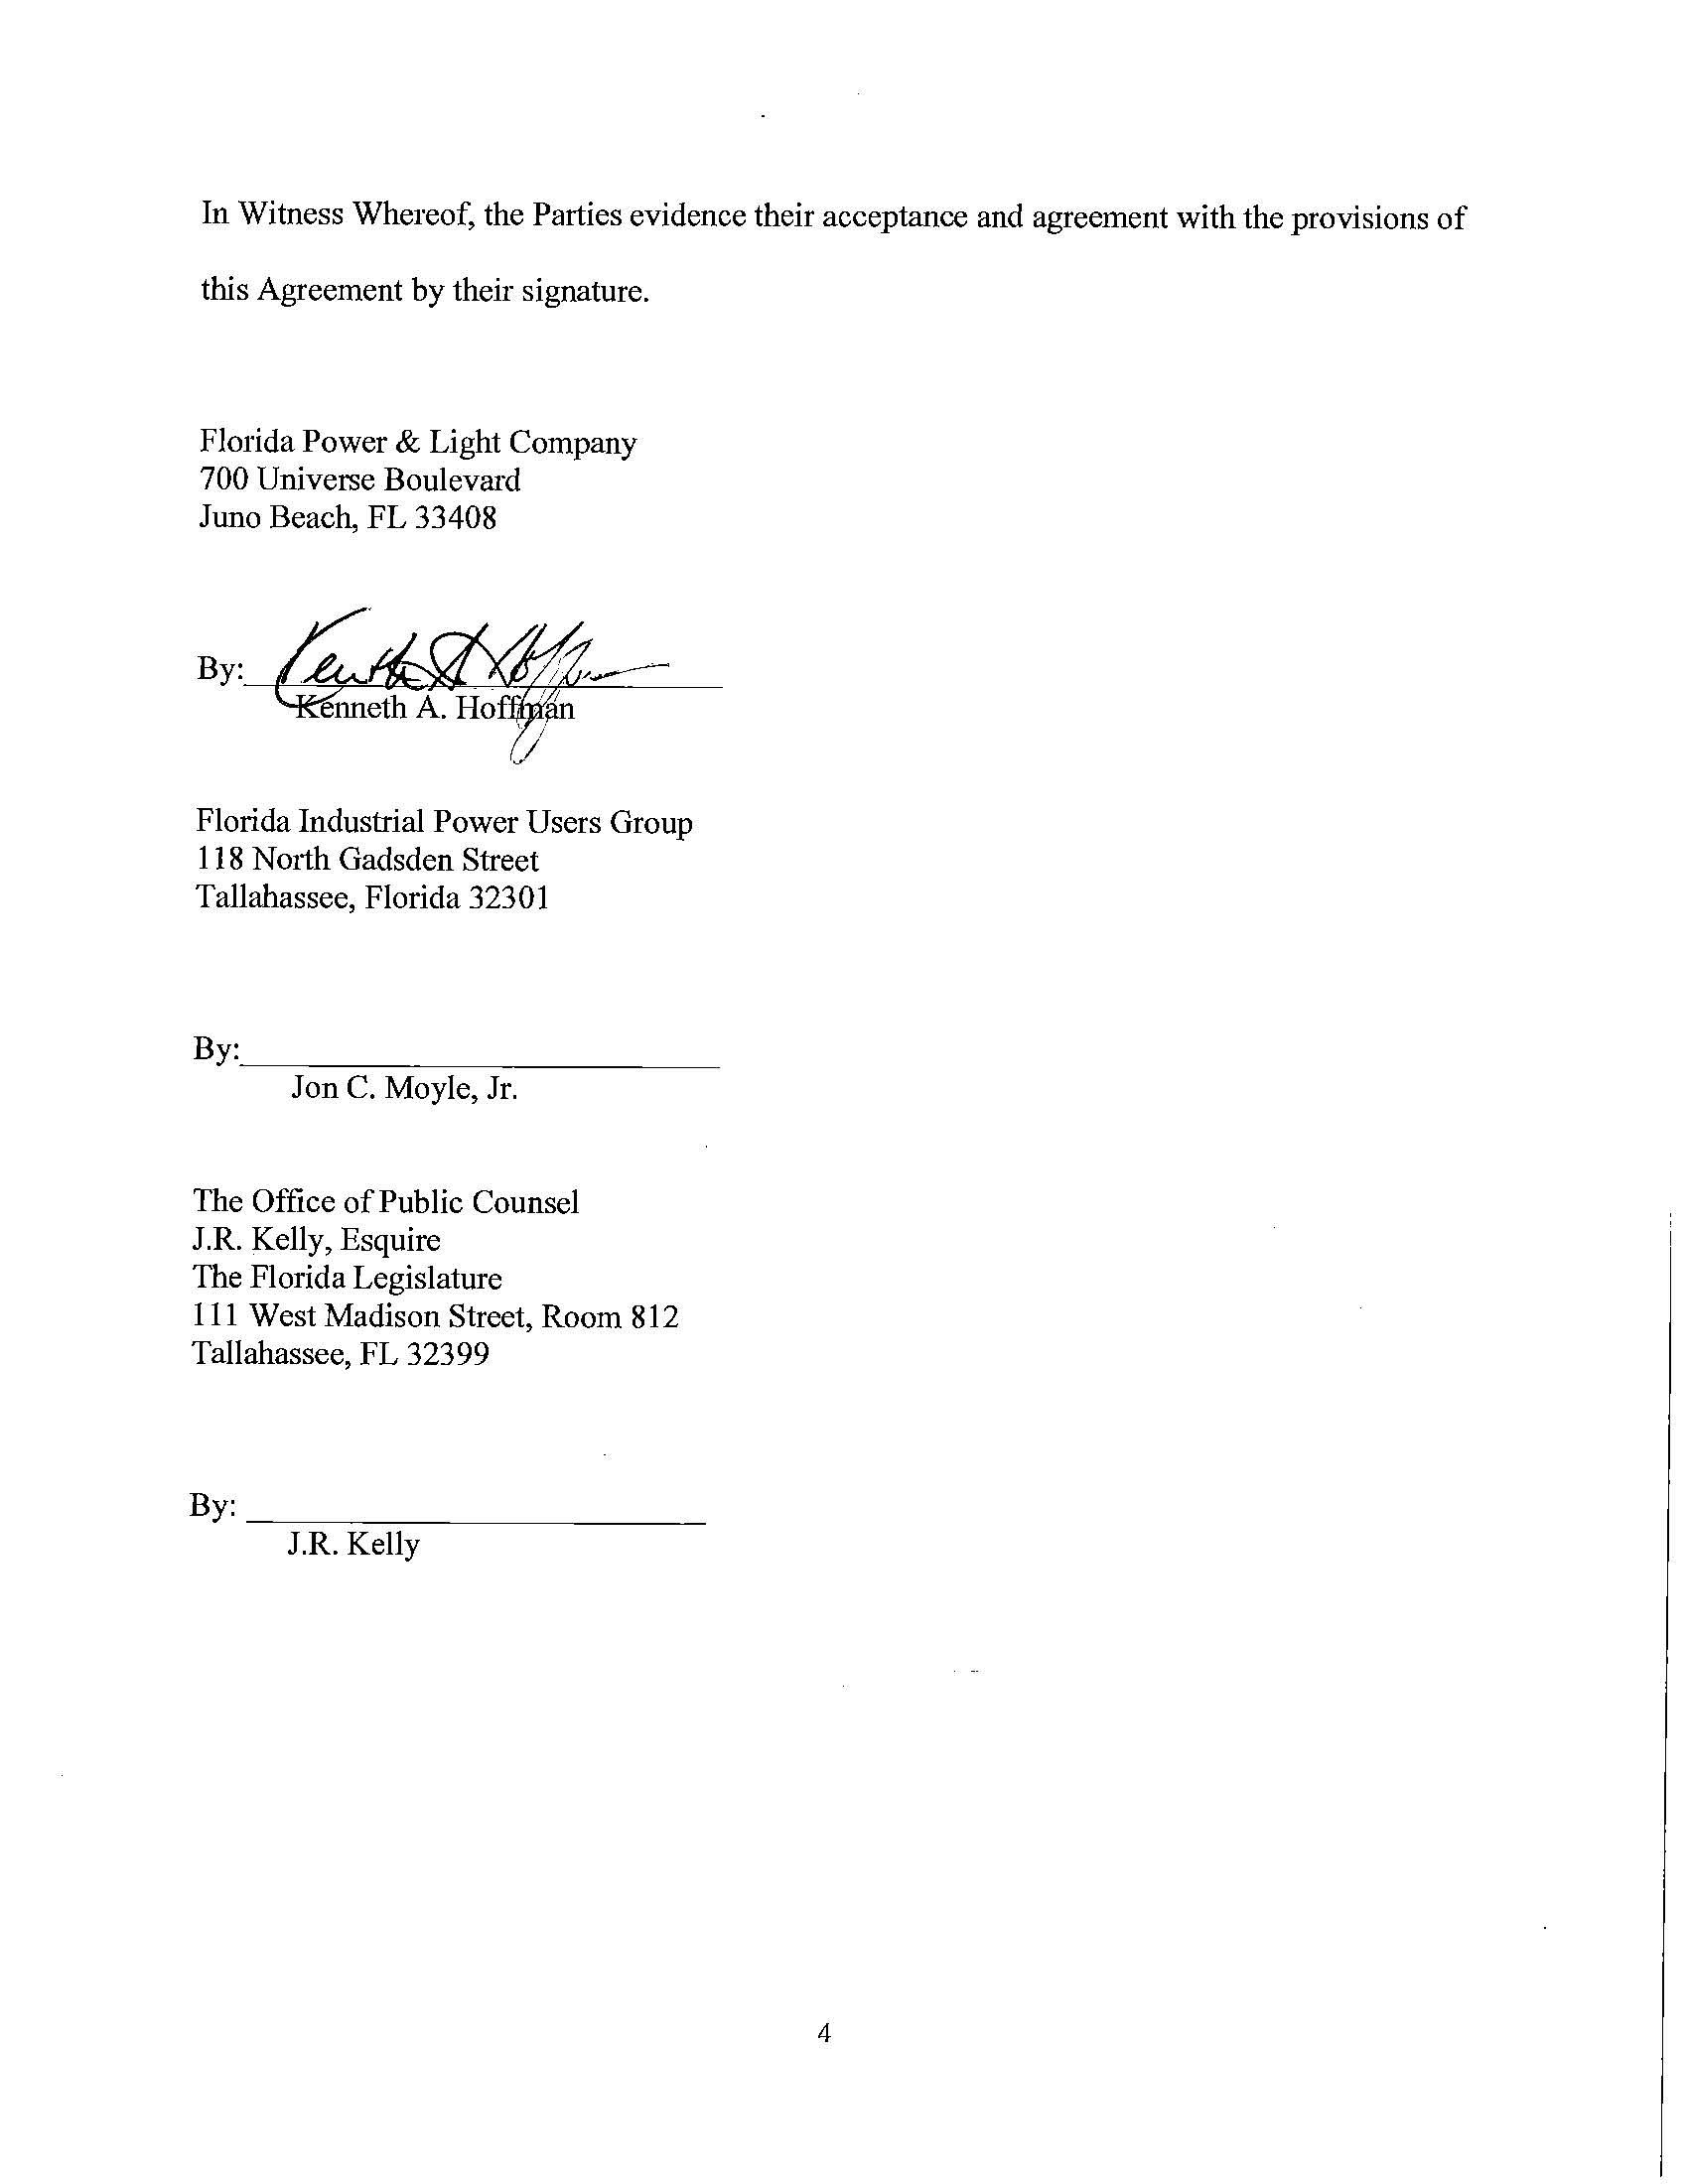 In Witness Whereof, the Parties evidence their acceptance and agreement with the provisions of
this Agreement by their signature.
Florida Power & Light Company
700 Universe Boulevard
Juno Beach, FL 33408
By: Kenneth A Hoffman
Kenneth A. Hoffman
Florida Industrial Power Users Group
118 North Gadsden Street
Tallahassee, Florida 32301
By:
Jon C. Moyle, Jr.
The Office of Public Counsel
J.R. Kelly, Esquire
The Florida Legislature
111 West Madison Street, Room 812
Tallahassee, FL 32399
By:
J.R. Kelly
4